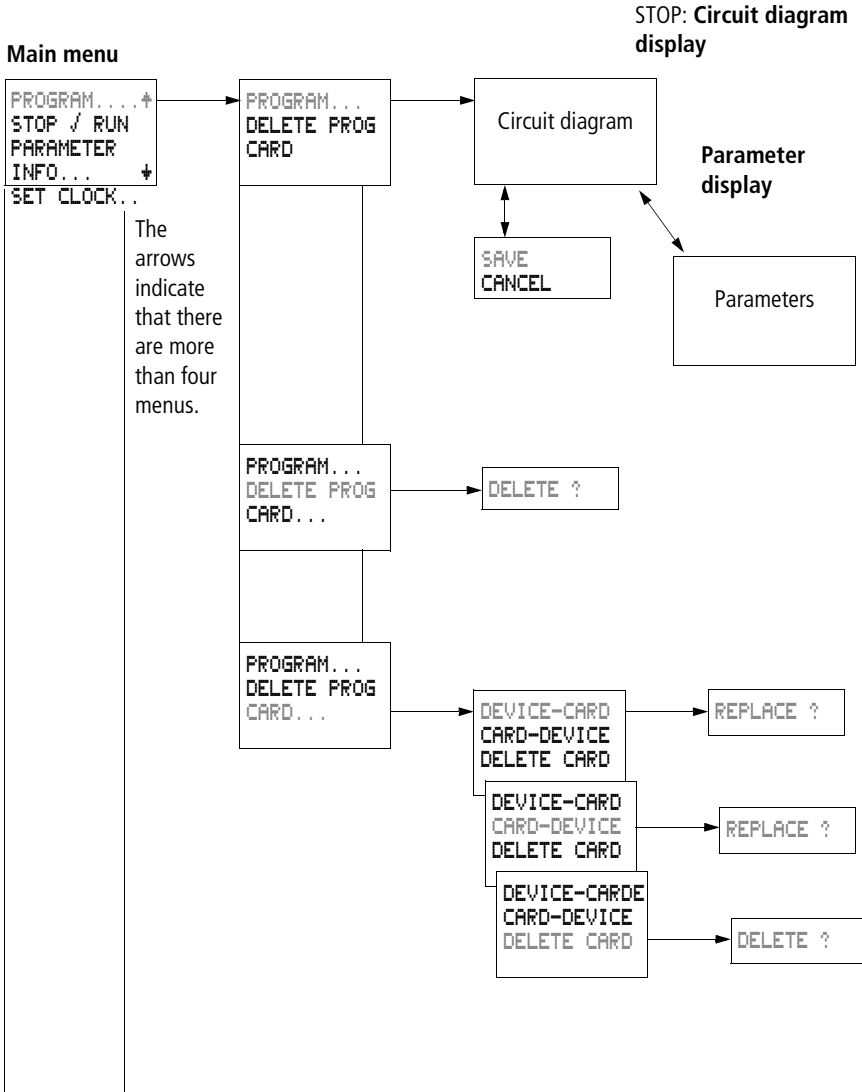 STOP: Circuit diagram
display
Main menu
PROGRAM....↑
STOP √ RUN
PARAMETER
INFO... ↓
SET CLOCK..
The
arrows
indicate
that there
are more
than four
menus.
PROGRAM...
DELETE PROG
CARD
Circuit diagram
Parameter
display
SAVE
CANCEL
Parameters
PROGRAM...
DELETE PROG
CARD...
DELETE ?
PROGRAM...
DELETE PROG
CARD...
DEVICE-CARD
CARD-DEVICE
DELETE CARD
REPLACE ?
DEVICE-CARD
CARD-DEVICE
DELETE CARD
REPLACE ?
DEVICE-CARDE
CARD-DEVICE
DELETE CARD
DELETE ?